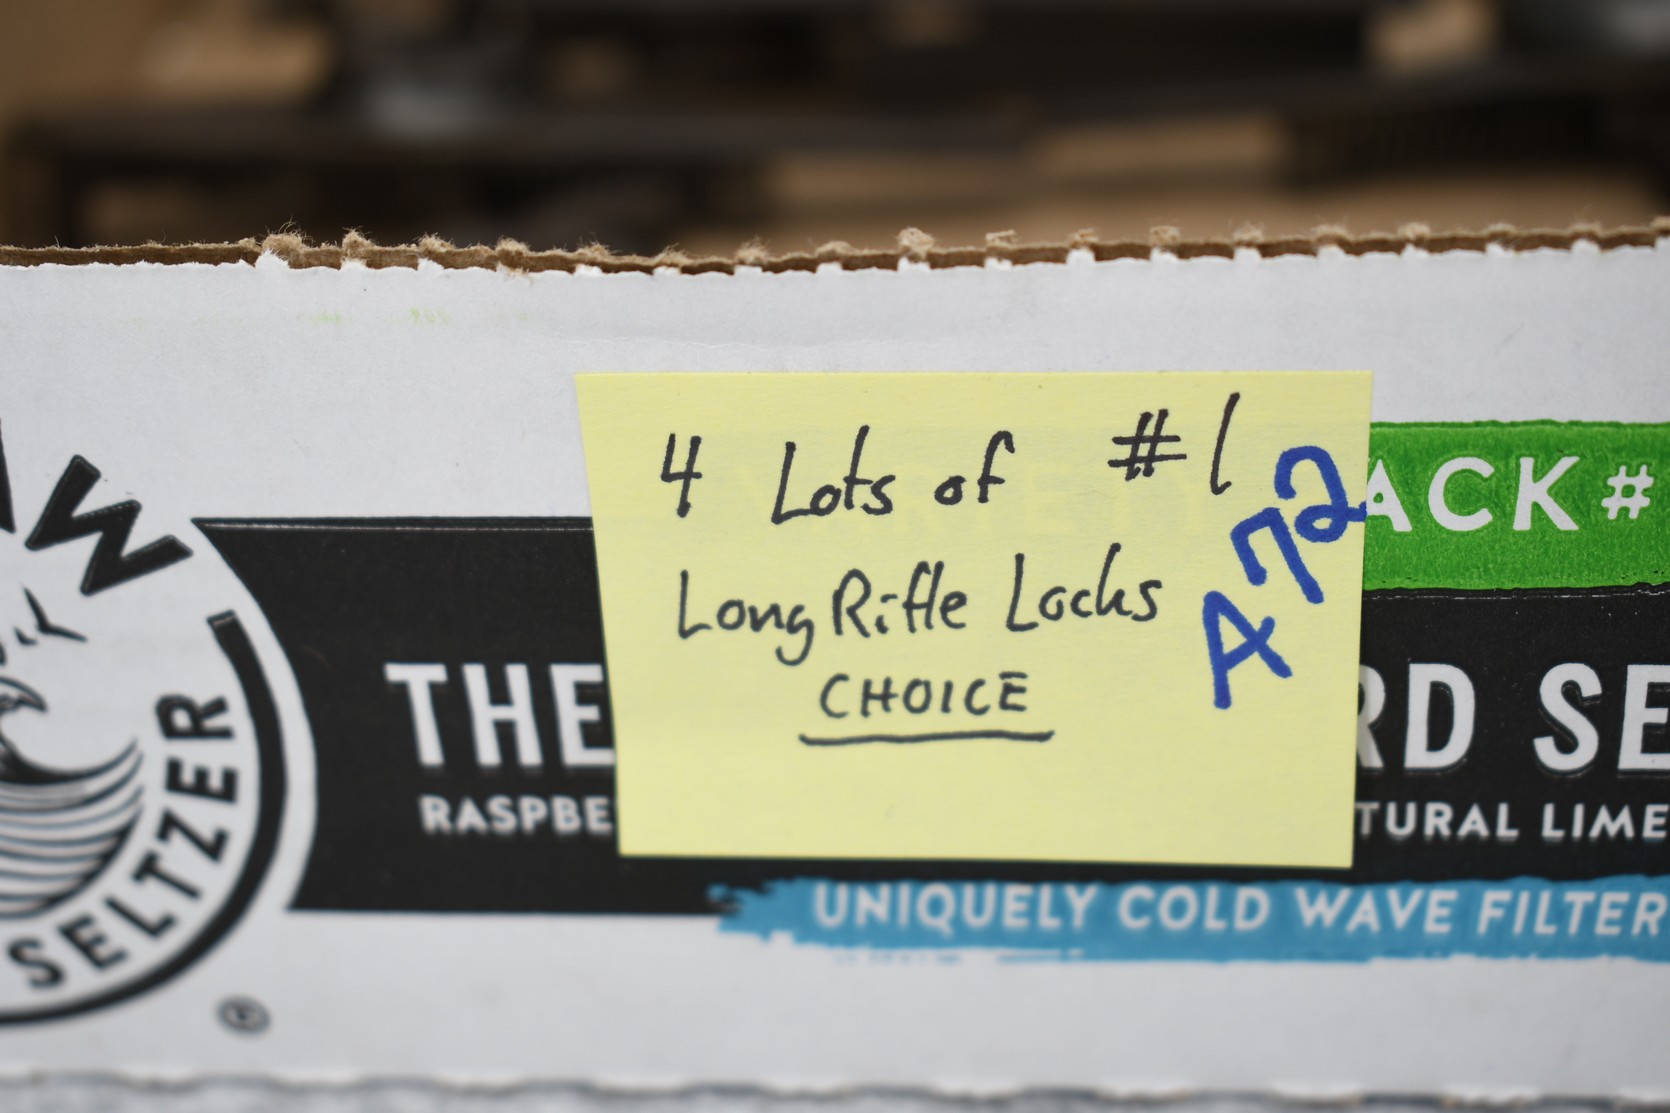 4 Lots of #1
Long Rifle Locks
CHOICE
A72
ACK #
W
SELTZER
®
THE
RD SE
RASPBE
TURAL LIME
UNIQUELY COLD WAVE FILTER